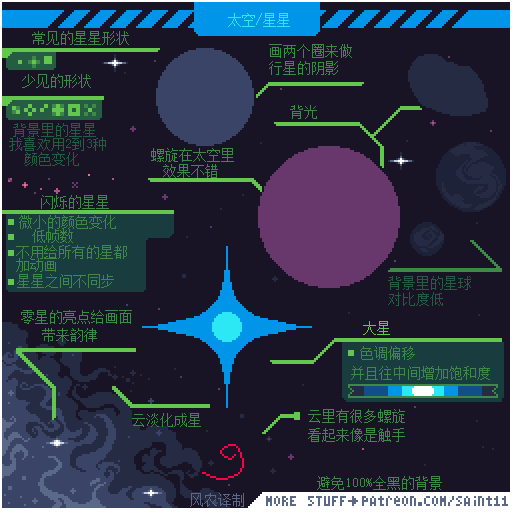 太空/星星
常见的星星形状
少见的形状
背景里的星星
我喜欢用2到3种
颜色变化
闪烁的星星
微小的颜色变化
低帧数
不用给所有的星都
加动画
星星之间不同步
零星的亮点给画面
带来韵律
云淡化成星
画两个圈来做
行星的阴影
背光
螺旋在太空里
效果不错
背景里的星球
对比度低
大星
色调偏移
并且往中间增加饱和度
云里有很多螺旋
看起来像是触手
避免100%全黑的背景
风农译制
MORE STUFF→PATREON.COM/SAINT11